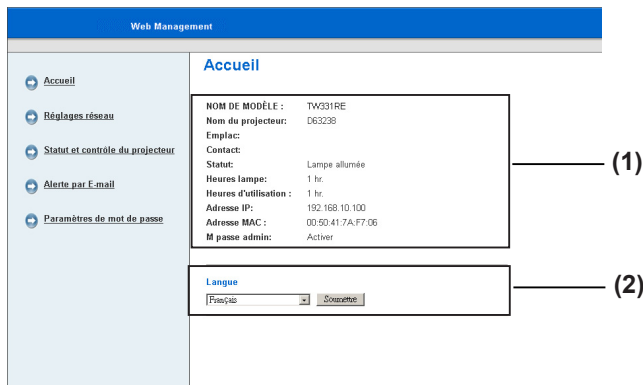 Web Management
Accueil
Accueil
Réglages réseau
Statut et contrôle du projecteur
Alerte par E-mail
Paramètres de mot de passe
NOM DE MODÈLE : TW331RE
Nom du projecteur: D63238
Emplac:
Contact:
Statut: Lampe allumée
Heures lampe: 1 hr.
Heures d'utilisation : 1 hr.
Adresse IP: 192.168.10.100
Adresse MAC : 00:50:41:7A:F7:06
M passe admin: Activer
(1)
Langue
Français Soumettre
(2)